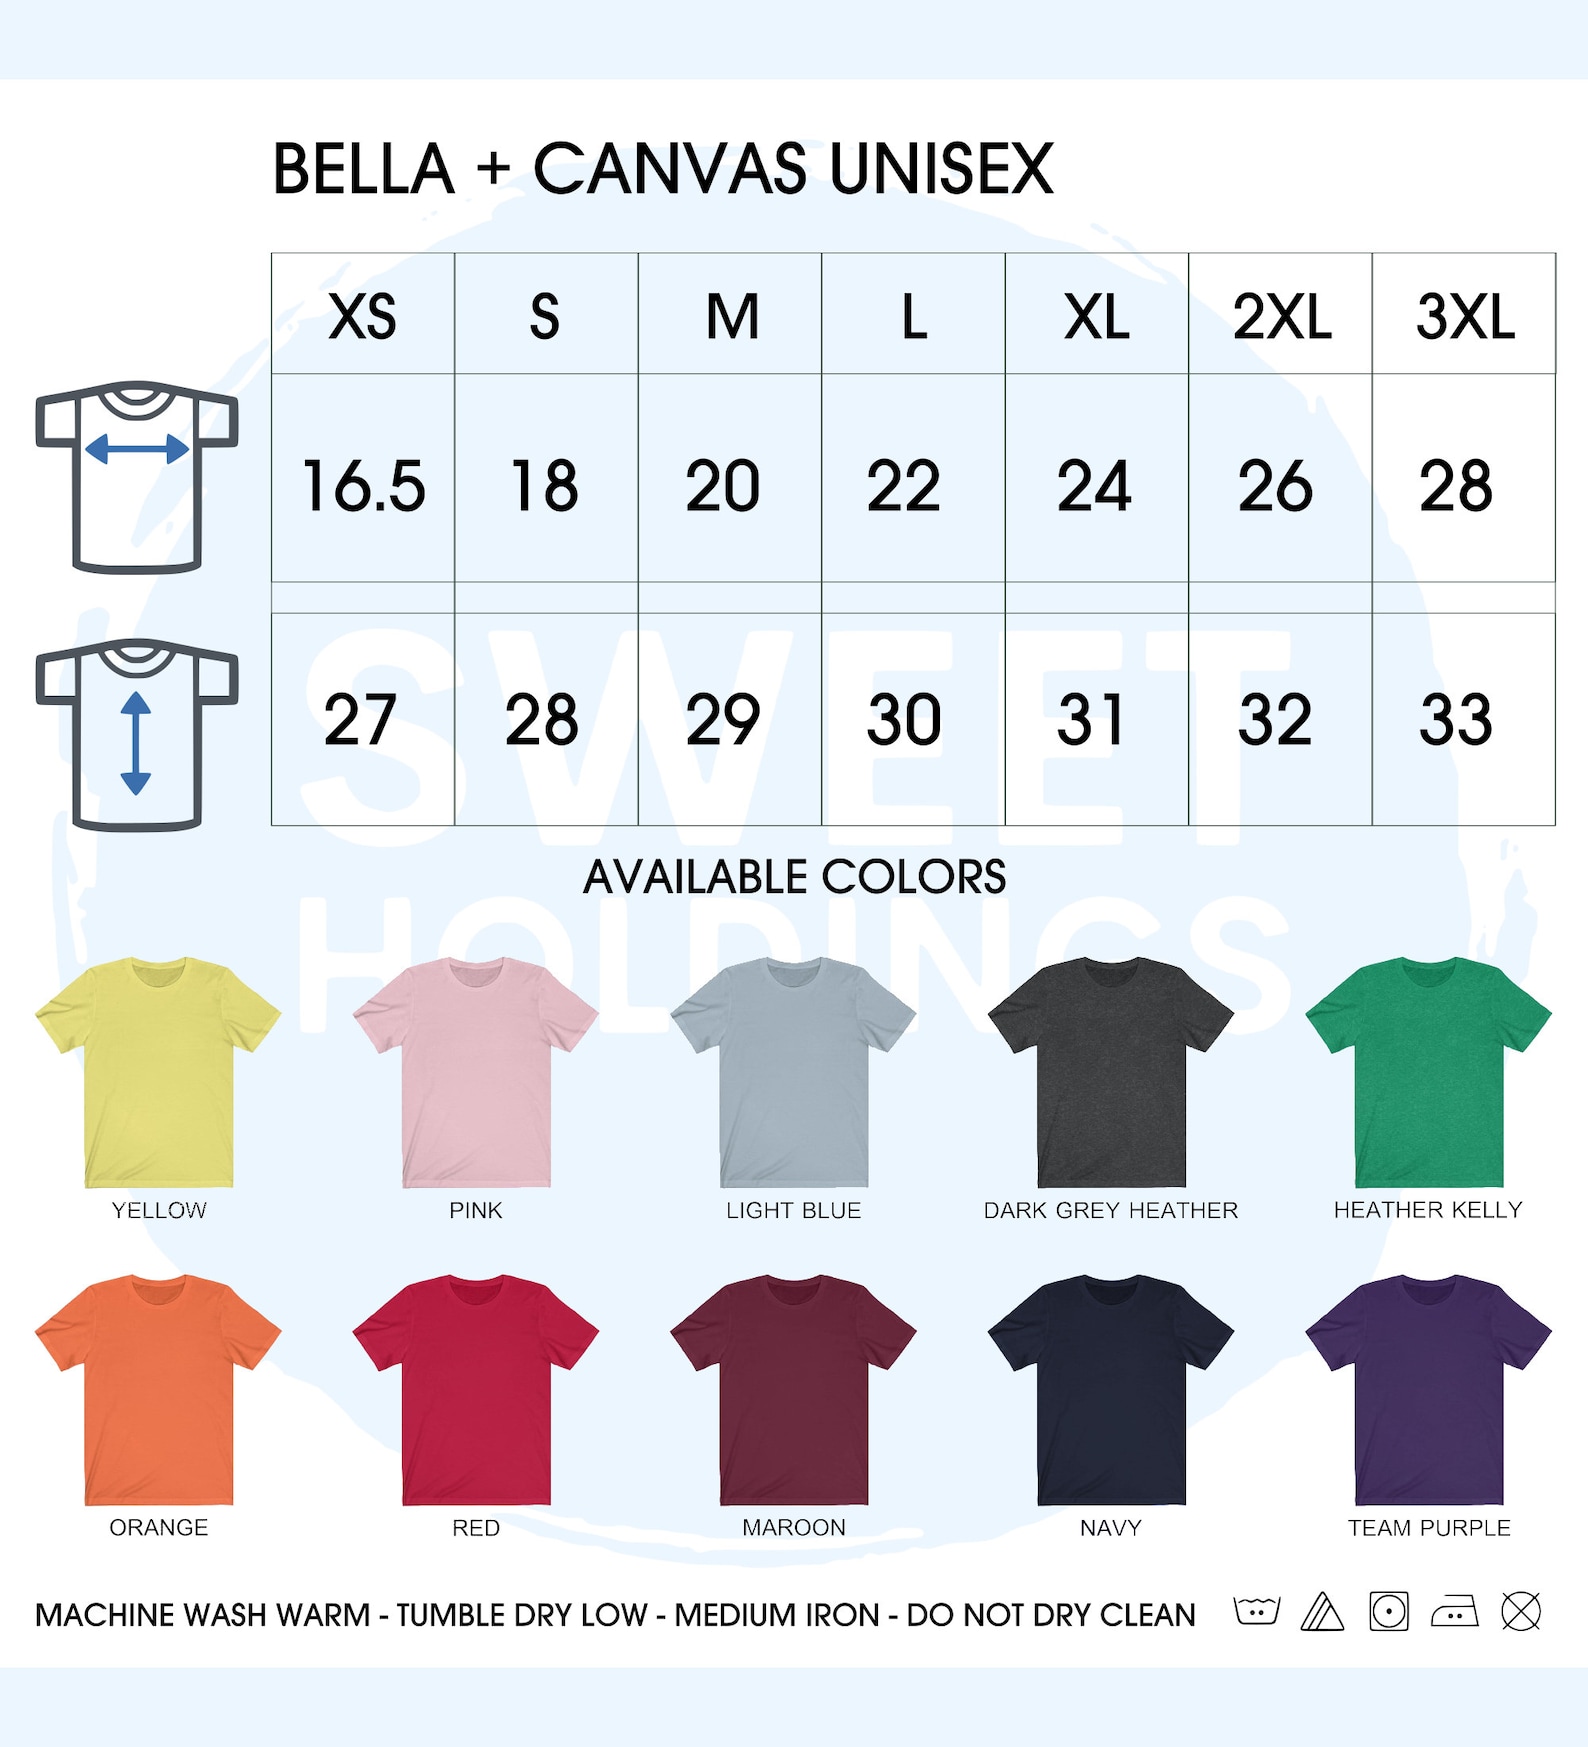 BELLA + CANVAS UNISEX
XS S M L XL 2XL 3XL
16.5 18 20 22 24 26 28
27 28 29 30 31 32 33
SWEET
AVAILABLE COLORS
HOLDINGS
YELLOW PINK LIGHT BLUE DARK GREY HEATHER HEATHER KELLY
ORANGE RED MAROON NAVY TEAM PURPLE
MACHINE WASH WARM - TUMBLE DRY LOW - MEDIUM IRON - DO NOT DRY CLEAN